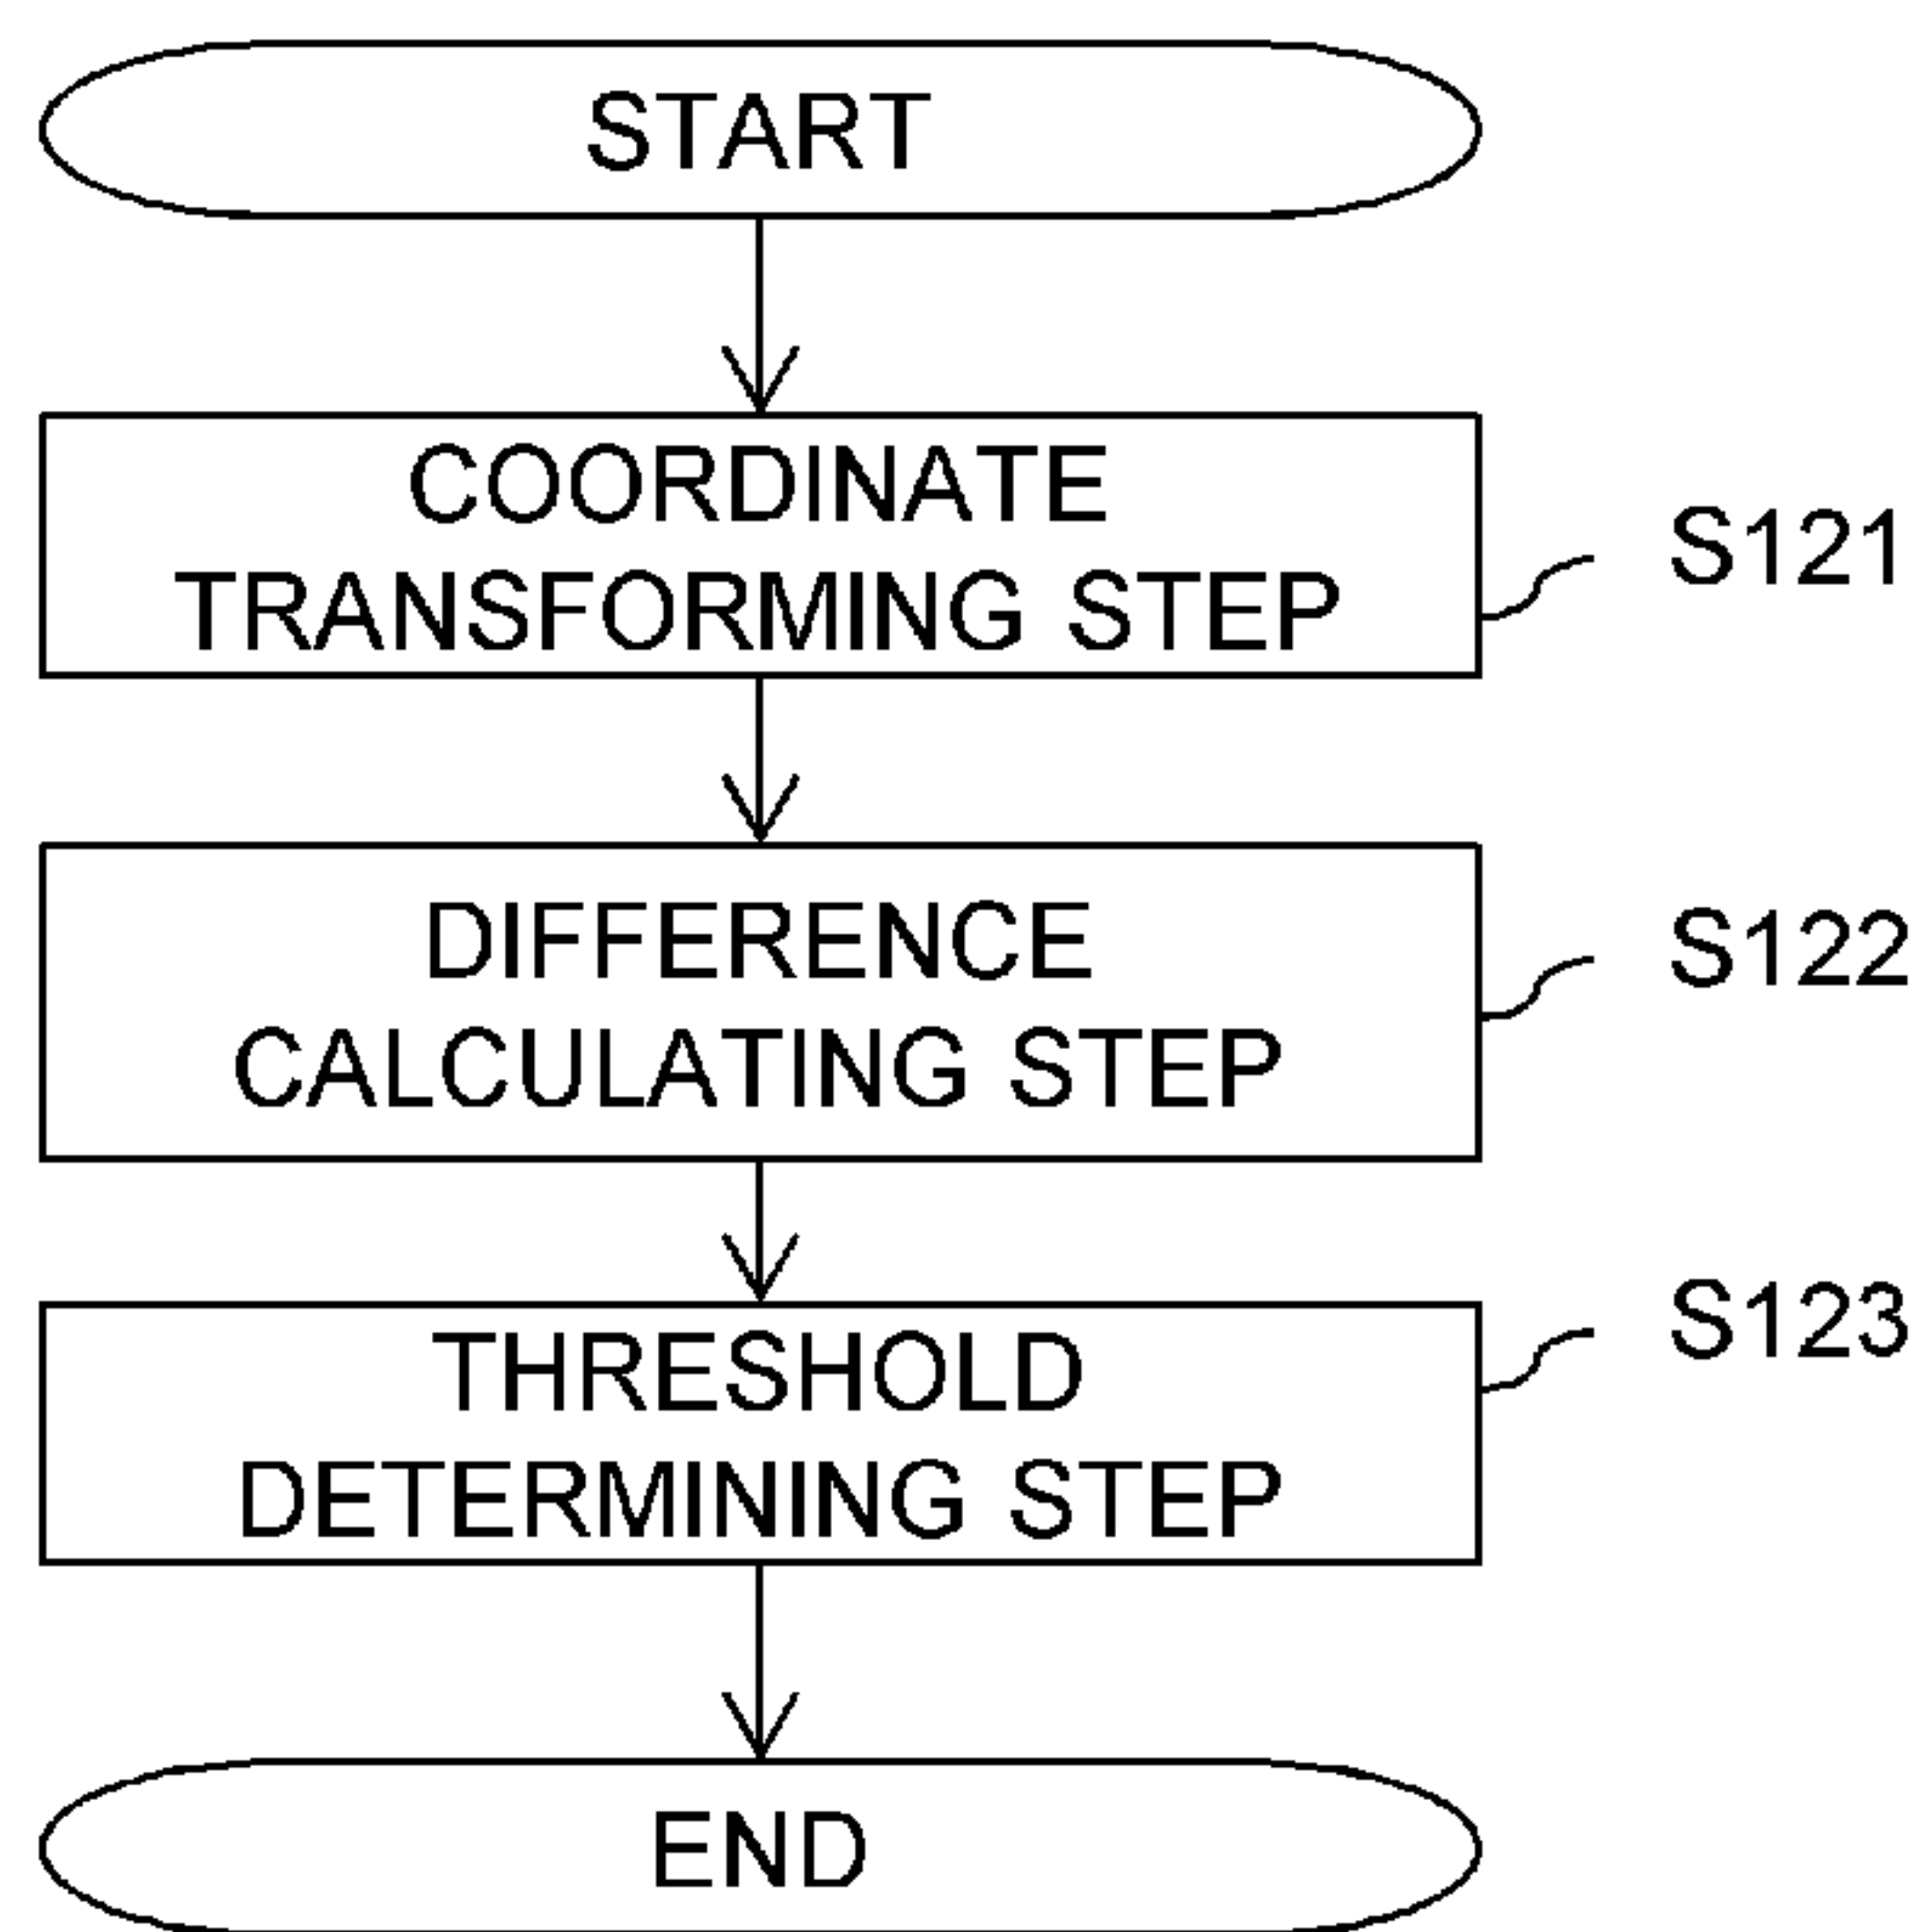 START
COORDINATE
TRANSFORMING STEP
S121
DIFFERENCE
CALCULATING STEP
S122
THRESHOLD
DETERMINING STEP
S123
END